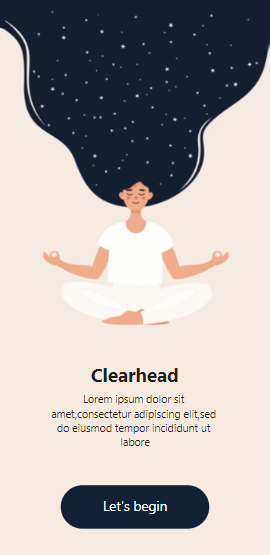 Clearhead
Lorem ipsum dolor sit
amet,consectetur adipiscing elit,sed
do eiusmod tempor incididunt ut
labore
Let's begin